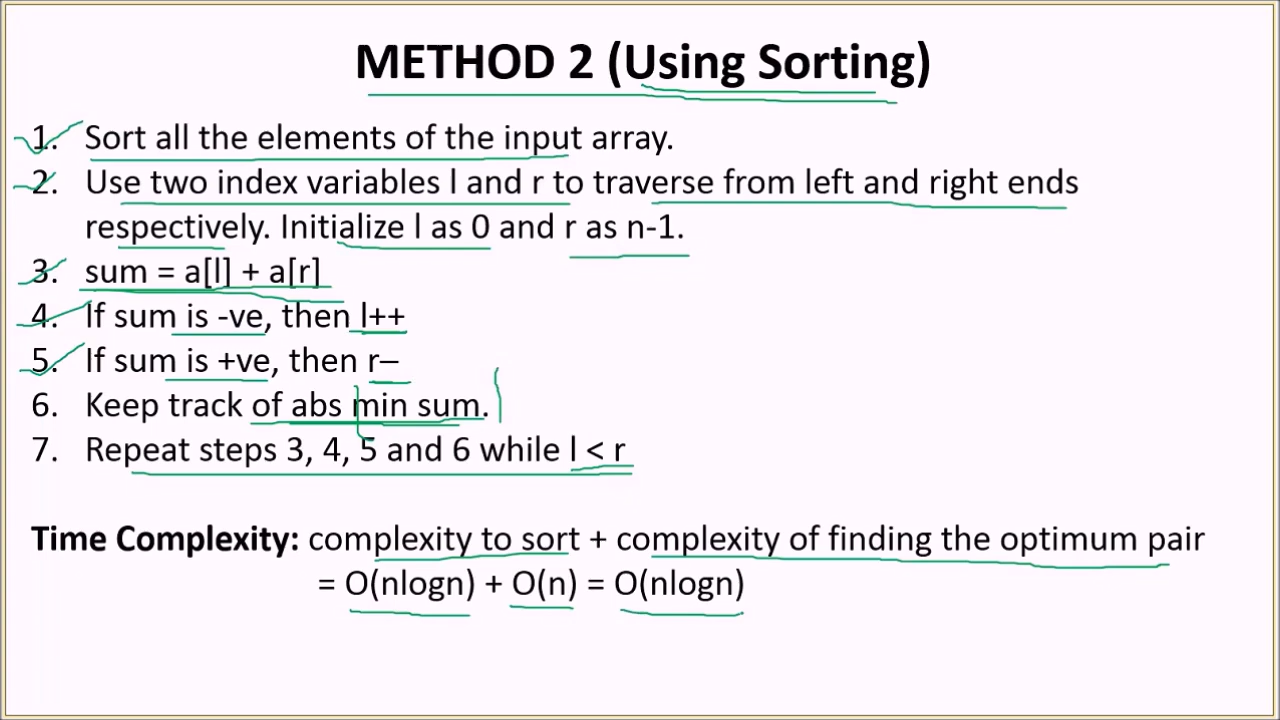 METHOD 2 (Using Sorting)
1. Sort all the elements of the input array.
2. Use two index variables l and r to traverse from left and right ends
respectively. Initialize l as 0 and r as n-1.
3. sum = a[l] + a[r]
4. If sum is -ve, then l++
5. If sum is +ve, then r–
6. Keep track of abs min sum.
7. Repeat steps 3, 4, 5 and 6 while l < r
Time Complexity: complexity to sort + complexity of finding the optimum pair
= O(nlogn) + O(n) = O(nlogn)